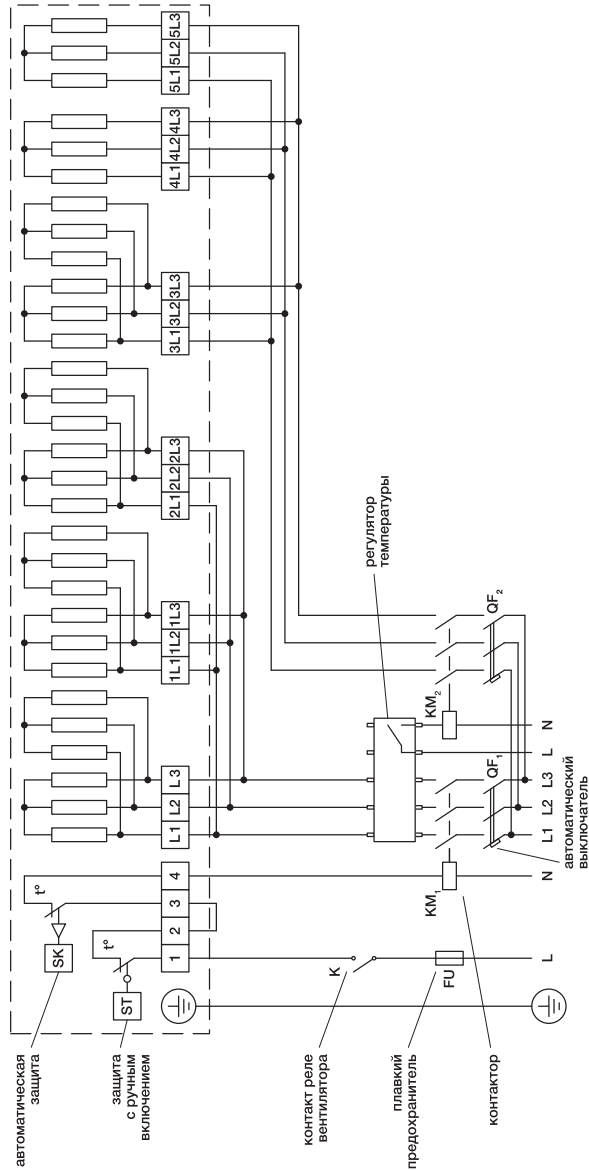 автоматическая
защита
защита
с ручным
включением
SK
ST
t°
t°
1
2
3
4
L1
L2
L3
1L1
1L2
1L3
2L1
2L2
2L3
3L1
3L2
3L3
4L1
4L2
4L3
5L1
5L2
5L3
контакт реле
вентилятора
K
плавкий
предохранитель
FU
контактор
KM1
KM2
регулятор
температуры
QF1
QF2
L
N
L1
L2
L3
L
N
автоматический
выключатель